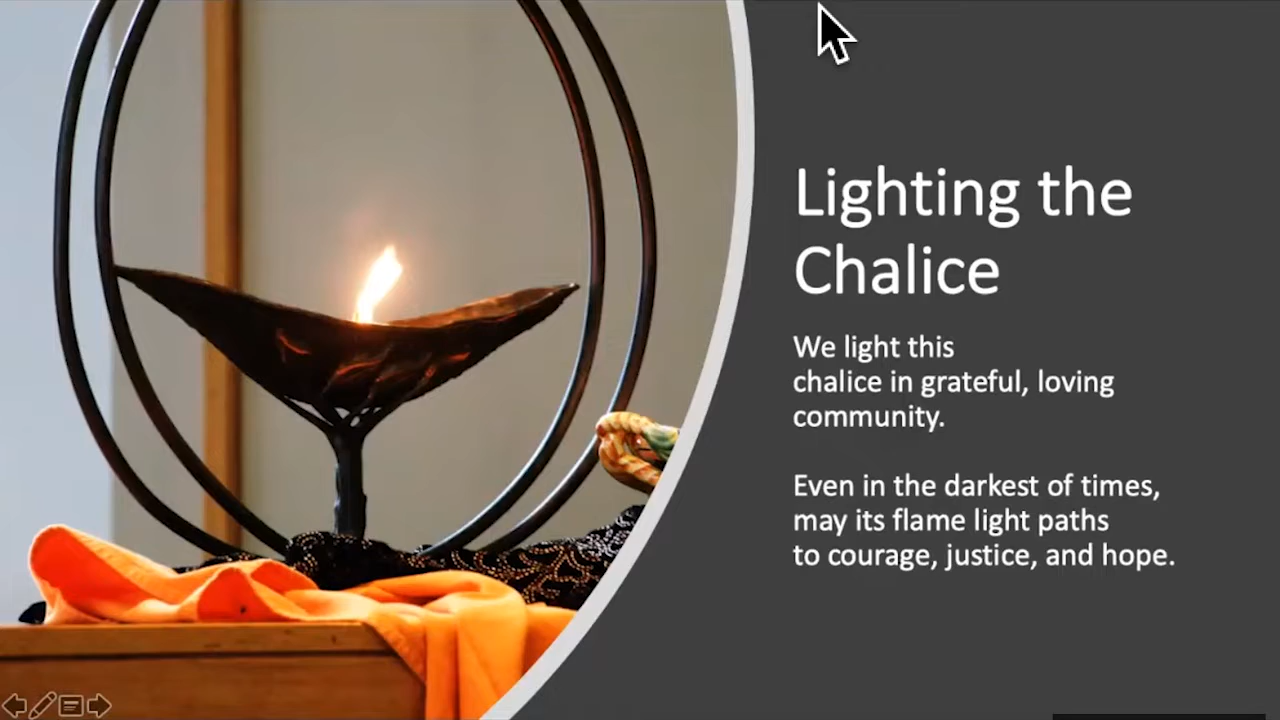 Lighting the
Chalice
We light this
chalice in grateful, loving
community.
Even in the darkest of times,
may its flame light paths
to courage, justice, and hope.